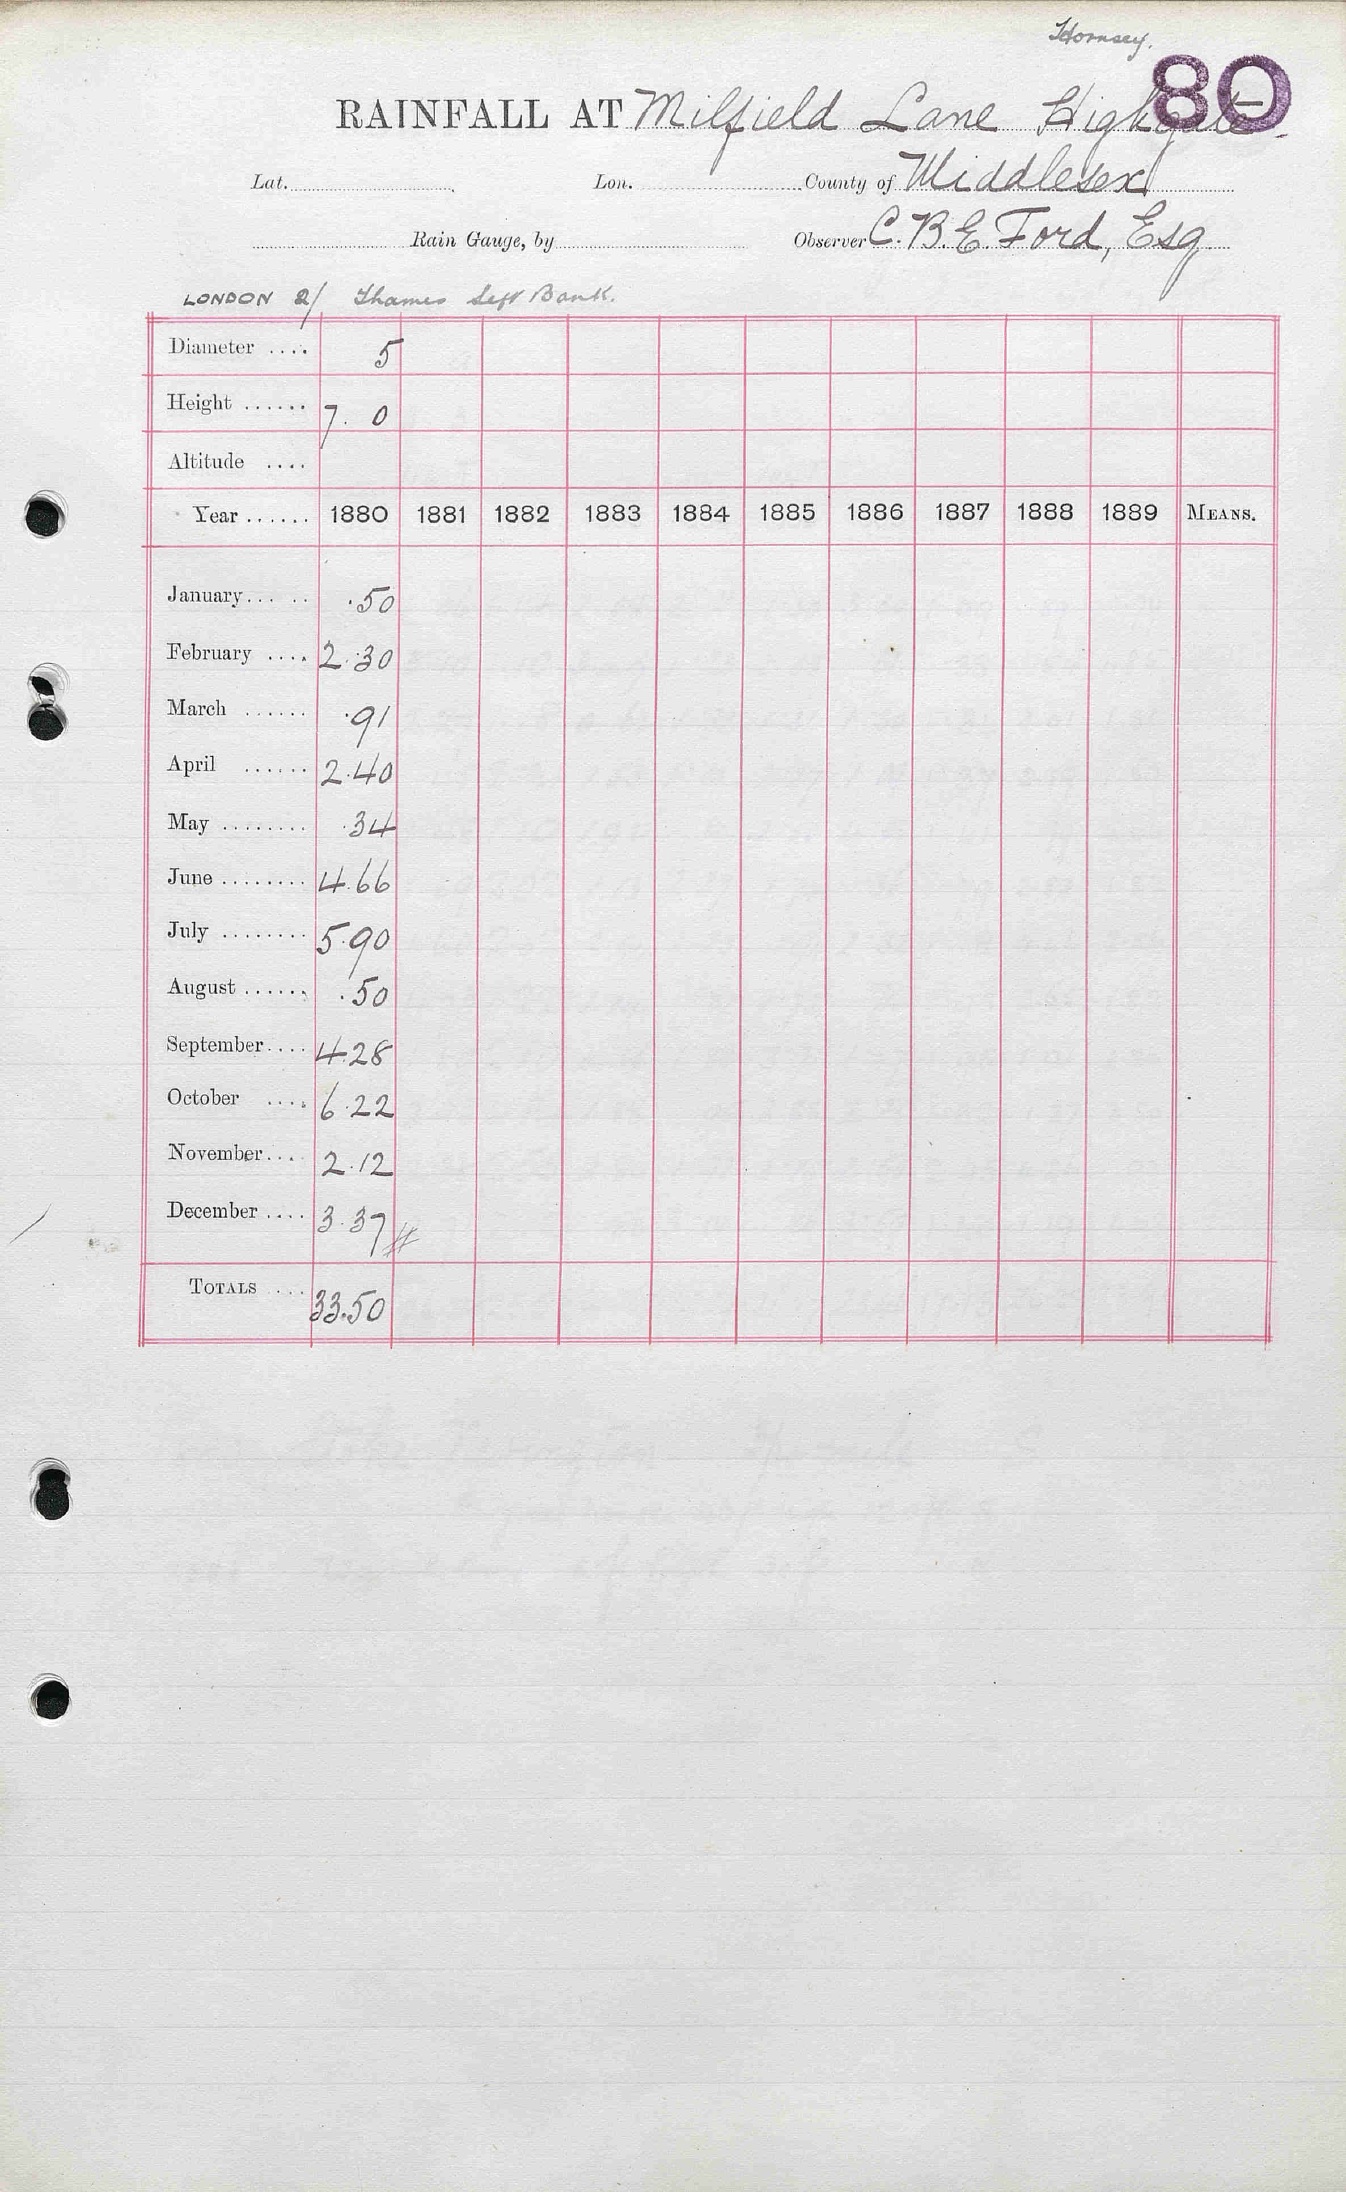 Hornsey.
80
RAINFALL AT Milfield Lane Highgate
Lat. Lon. County of Middlesex
Rain Gauge, by Observer C. B. E. Ford, Esq
LONDON 2/ Thames Left Bank.
Diameter .... 5
Height ...... 7. 0
Altitude ....
Year ...... 1880 1881 1882 1883 1884 1885 1886 1887 1888 1889 MEANS.
January ..... .50
February .... 2.30
March ...... .91
April ...... 2.40
May ........ .34
June ........ 4.66
July ........ 5.90
August ...... .50
September .... 4.28
October .... 6.22
November .... 2.12
December .... 3.37 #
TOTALS .... 33.50